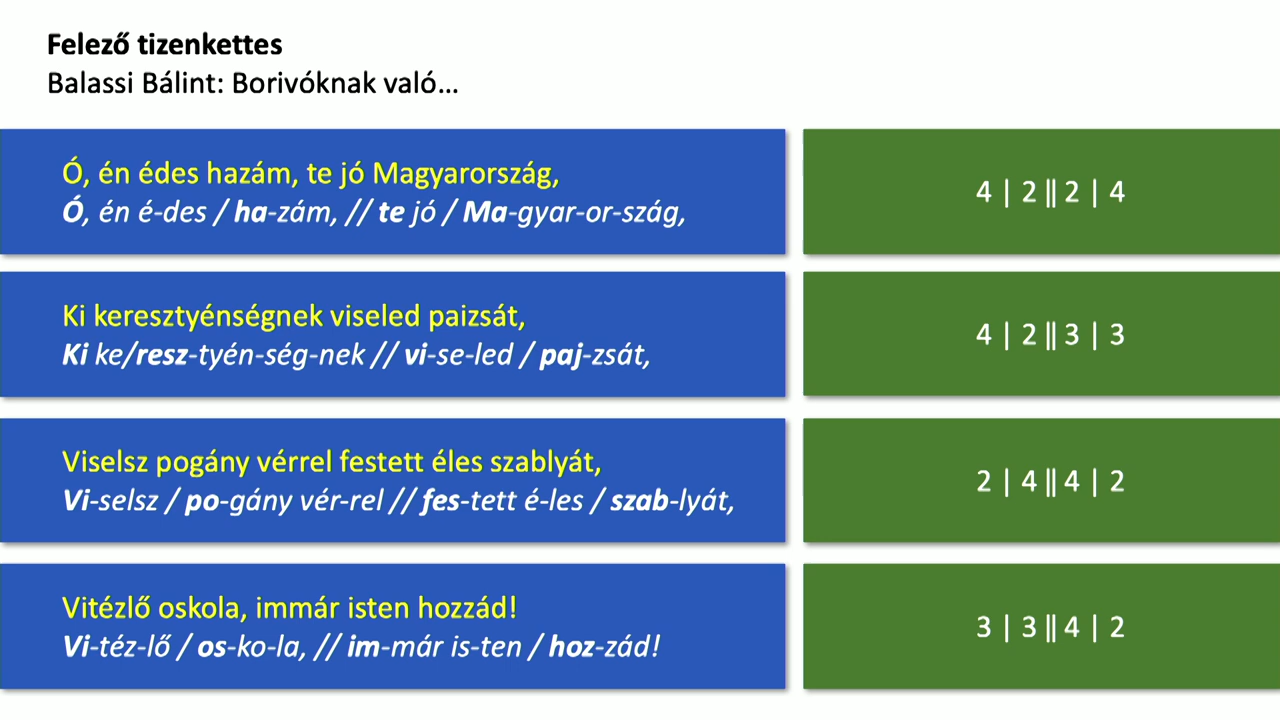 Felező tizenkettes
Balassi Bálint: Borivóknak való…
Ó, én édes hazám, te jó Magyarország,
Ó, én é-des / ha-zám, // te jó / Ma-gyar-or-szág,
4 | 2 || 2 | 4
Ki keresztyénségnek viseled paizsát,
Ki ke/resz-tyén-ség-nek // vi-se-led / paj-zsát,
4 | 2 || 3 | 3
Viselsz pogány vérrel festett éles szablyát,
Vi-selsz / po-gány vér-rel // fes-tett é-les / szab-lyát,
2 | 4 || 4 | 2
Vitézlő oskola, immár isten hozzád!
Vi-téz-lő / os-ko-la, // im-már is-ten / hoz-zád!
3 | 3 || 4 | 2